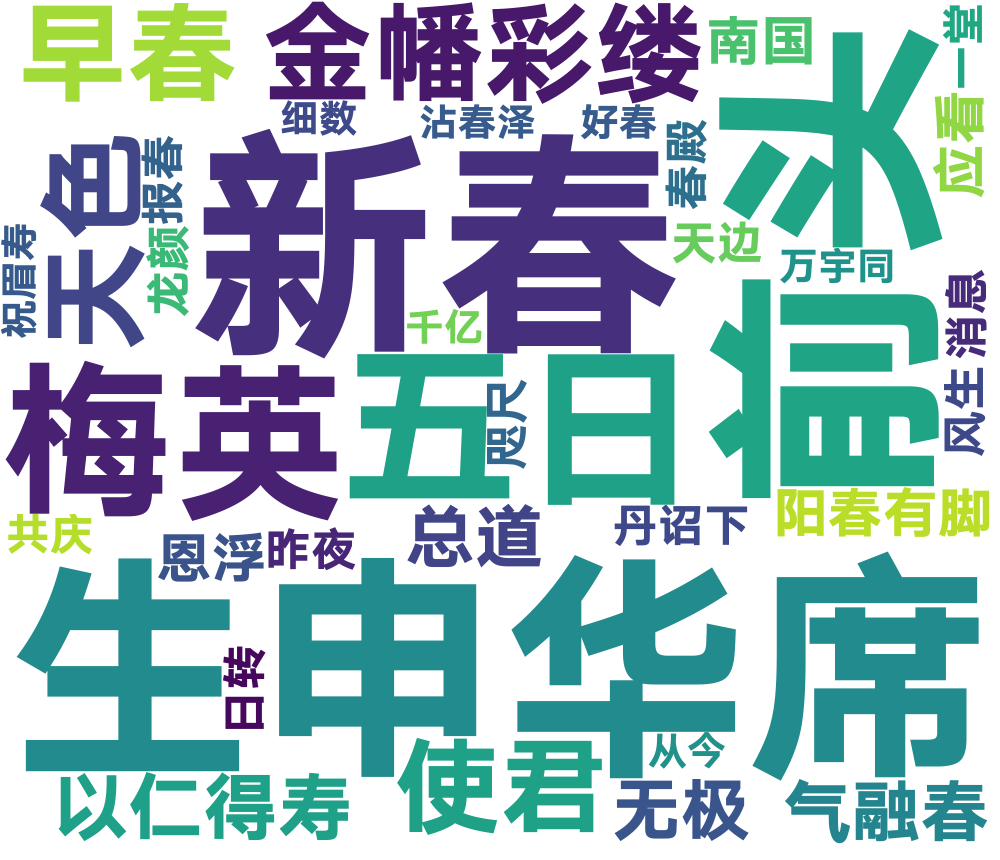 早春
金幡彩缕
南国
一堂
细数
沾春泽
好春
头
应看
天色
报春
新春
春殿
天边
万宇同
祝眉寿
龙颜
千亿
前
消息
风生
梅英
五日
咫尺
阳春有脚
共庆
恩浮
昨夜
总道
丹诏下
生申华席
日转
使君
从今
以仁得寿
无极
气融春